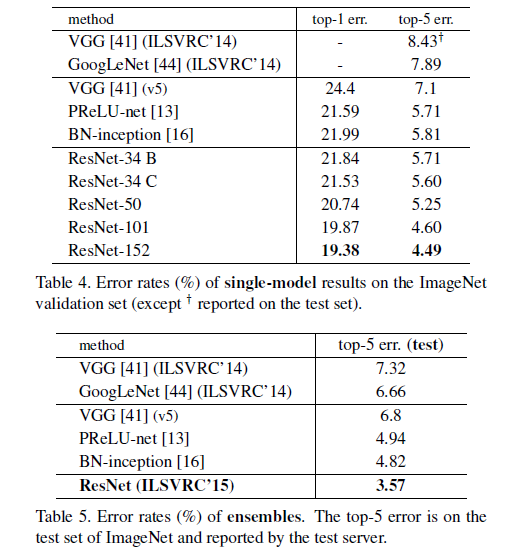 method top-1 err. top-5 err.
VGG [41] (ILSVRC’14) - 8.43†
GoogLeNet [44] (ILSVRC’14) - 7.89
VGG [41] (v5) 24.4 7.1
PReLU-net [13] 21.59 5.71
BN-inception [16] 21.99 5.81
ResNet-34 B 21.84 5.71
ResNet-34 C 21.53 5.60
ResNet-50 20.74 5.25
ResNet-101 19.87 4.60
ResNet-152 19.38 4.49
Table 4. Error rates (%) of single-model results on the ImageNet
validation set (except † reported on the test set).
method top-5 err. (test)
VGG [41] (ILSVRC’14) 7.32
GoogLeNet [44] (ILSVRC’14) 6.66
VGG [41] (v5) 6.8
PReLU-net [13] 4.94
BN-inception [16] 4.82
ResNet (ILSVRC’15) 3.57
Table 5. Error rates (%) of ensembles. The top-5 error is on the
test set of ImageNet and reported by the test server.